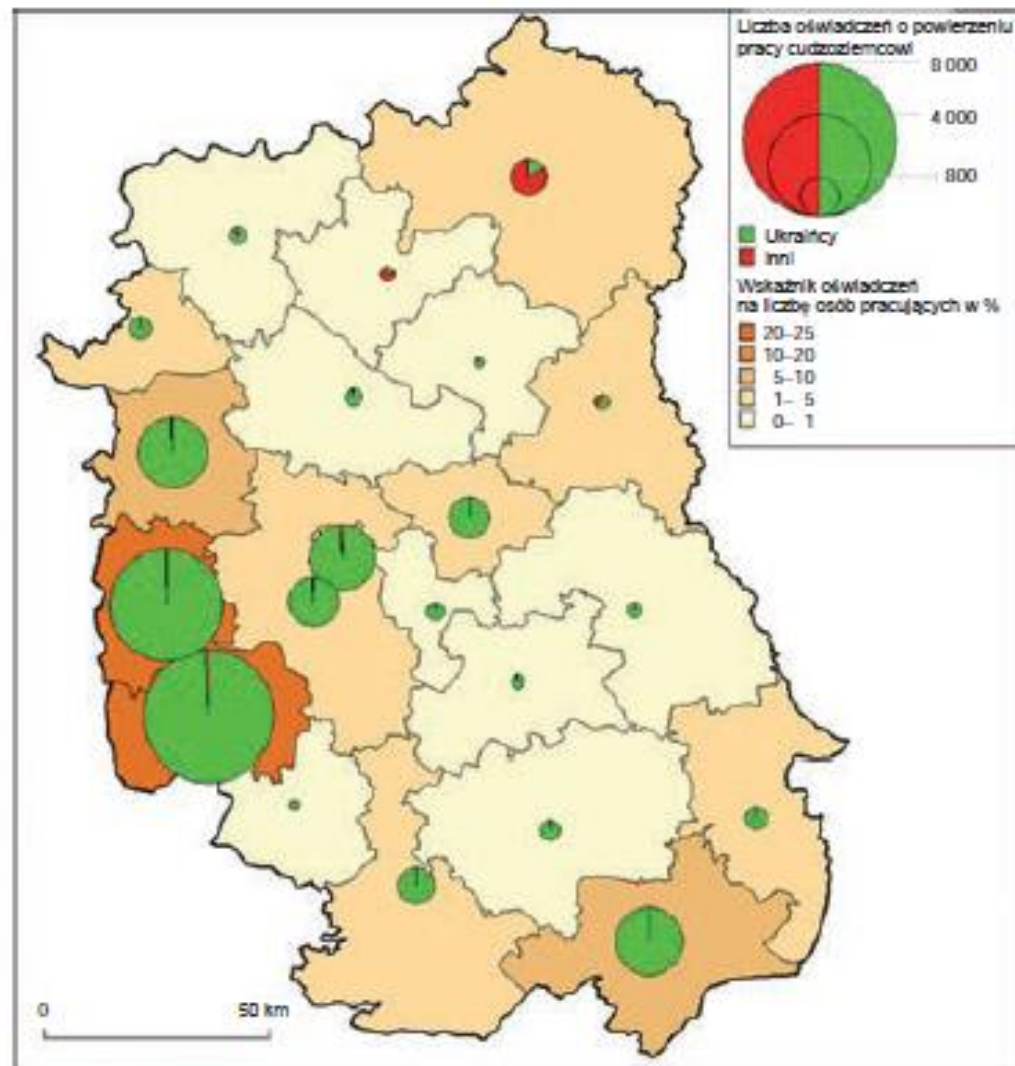 Liczba oświadczeń o powierzeniu
pracy cudzoziemcowi
8 000
4 000
800
Ukraińcy
Inni
Wskaźnik oświadczeń
na liczbę osób pracujących w %
20–25
10–20
5–10
1– 5
0– 1
0 50 km